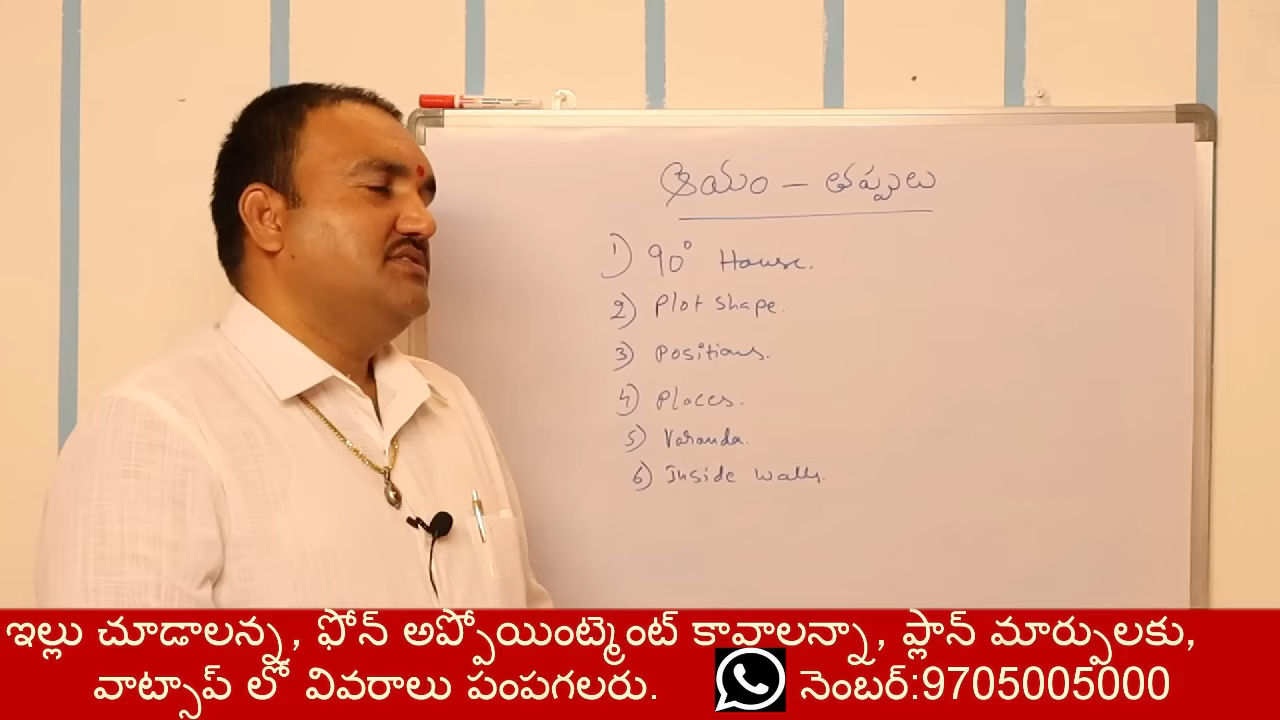 ఆయం – తప్పులు
1) 90° House.
2) Plot shape.
3) Positions.
4) Places.
5) Varanda.
6) Inside walls.
ఇల్లు చూడాలన్న, ఫోన్ అప్పోయింట్మెంట్ కావాలన్నా, ప్లాన్ మార్పులకు,
వాట్సాప్ లో వివరాలు పంపగలరు. నెంబర్:9705005000